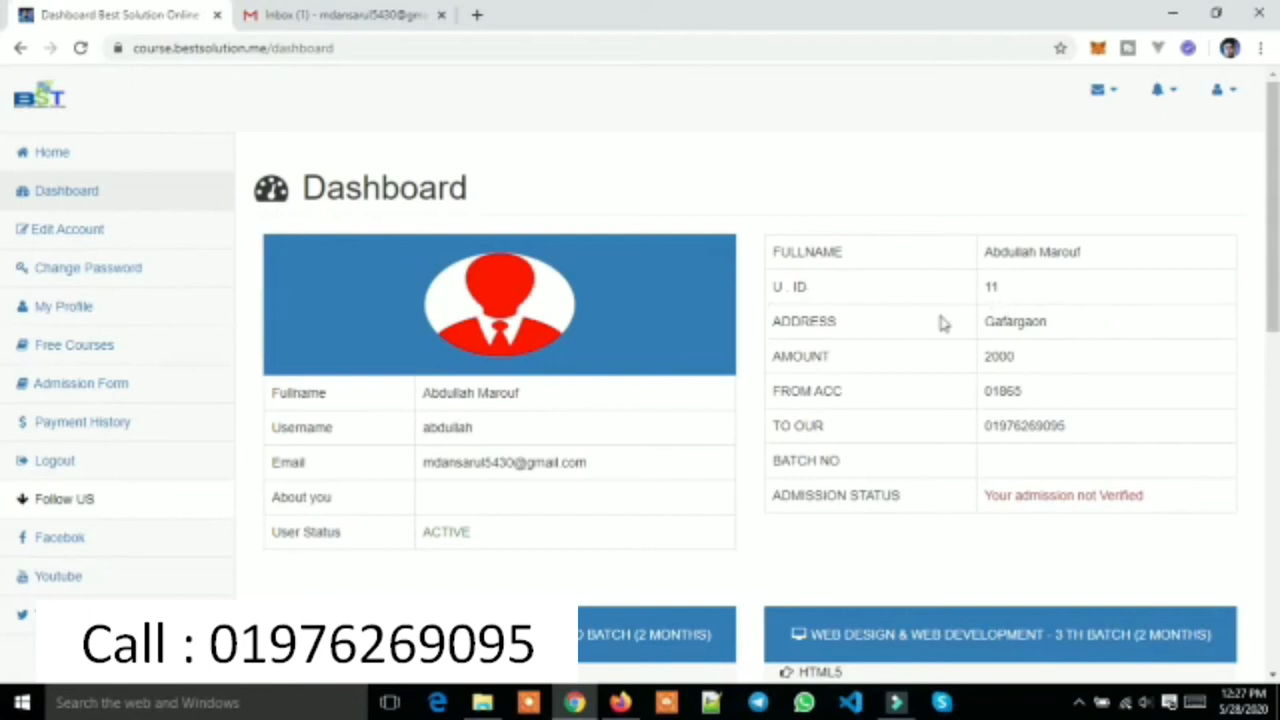 Dashboard Best Solution Online
Inbox (1) - mdansarul5430@gm
course.bestsolution.me/dashboard
BST
Home
Dashboard
Edit Account
Change Password
My Profile
Free Courses
Admission Form
Payment History
Logout
Follow US
Facebok
Youtube
Dashboard
Fullname Abdullah Marouf
Username abdullah
Email mdansarul5430@gmail.com
About you
User Status ACTIVE
FULLNAME Abdullah Marouf
U . ID 11
ADDRESS Gafargaon
AMOUNT 2000
FROM ACC 01865
TO OUR 01976269095
BATCH NO
ADMISSION STATUS Your admission not Verified
BATCH (2 MONTHS)
WEB DESIGN & WEB DEVELOPMENT - 3 TH BATCH (2 MONTHS)
HTML5
Call : 01976269095
Search the web and Windows
12:27 PM
5/28/2020